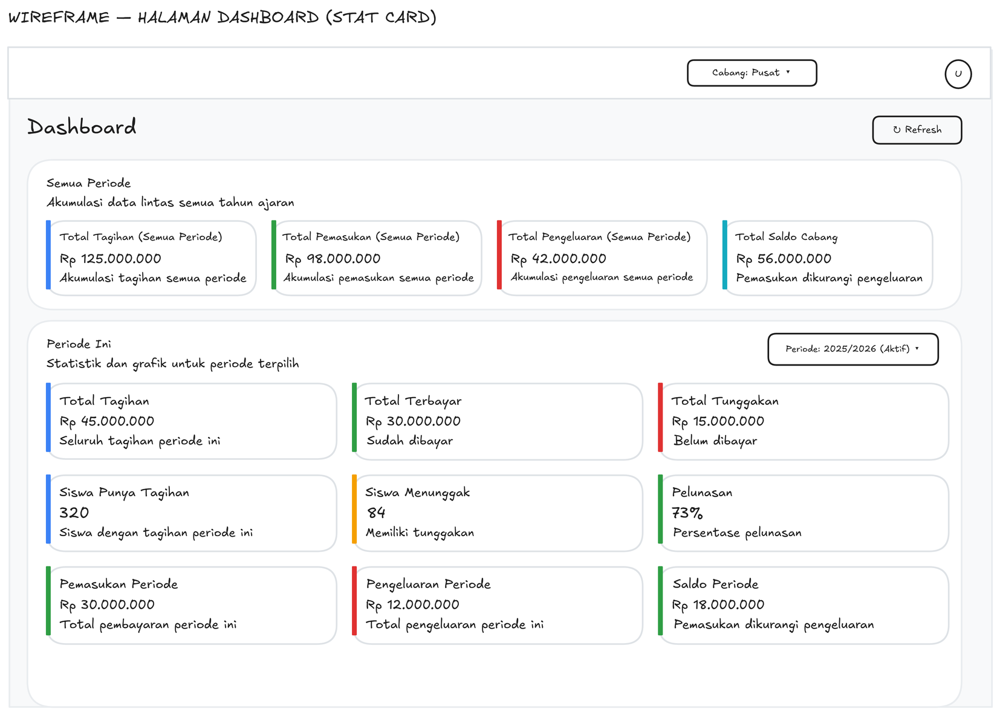 WIREFRAME — HALAMAN DASHBOARD (STAT CARD)
Cabang: Pusat ▾
U
Dashboard
↻ Refresh
Semua Periode
Akumulasi data lintas semua tahun ajaran
Total Tagihan (Semua Periode)
Rp 125.000.000
Akumulasi tagihan semua periode
Total Pemasukan (Semua Periode)
Rp 98.000.000
Akumulasi pemasukan semua periode
Total Pengeluaran (Semua Periode)
Rp 42.000.000
Akumulasi pengeluaran semua periode
Total Saldo Cabang
Rp 56.000.000
Pemasukan dikurangi pengeluaran
Periode Ini
Statistik dan grafik untuk periode terpilih
Periode: 2025/2026 (Aktif) ▾
Total Tagihan
Rp 45.000.000
Seluruh tagihan periode ini
Total Terbayar
Rp 30.000.000
Sudah dibayar
Total Tunggakan
Rp 15.000.000
Belum dibayar
Siswa Punya Tagihan
320
Siswa dengan tagihan periode ini
Siswa Menunggak
84
Memiliki tunggakan
Pelunasan
73%
Persentase pelunasan
Pemasukan Periode
Rp 30.000.000
Total pembayaran periode ini
Pengeluaran Periode
Rp 12.000.000
Total pengeluaran periode ini
Saldo Periode
Rp 18.000.000
Pemasukan dikurangi pengeluaran